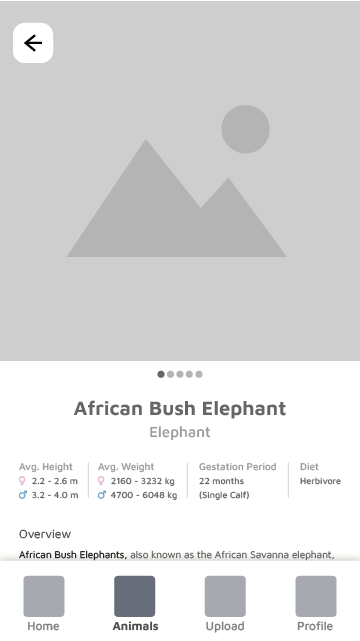 African Bush Elephant
Elephant
Avg. Height
♀ 2.2 - 2.6 m
♂ 3.2 - 4.0 m
Avg. Weight
♀ 2160 - 3232 kg
♂ 4700 - 6048 kg
Gestation Period
22 months
(Single Calf)
Diet
Herbivore
Overview
African Bush Elephants, also known as the African Savanna elephant,
Home Animals Upload Profile